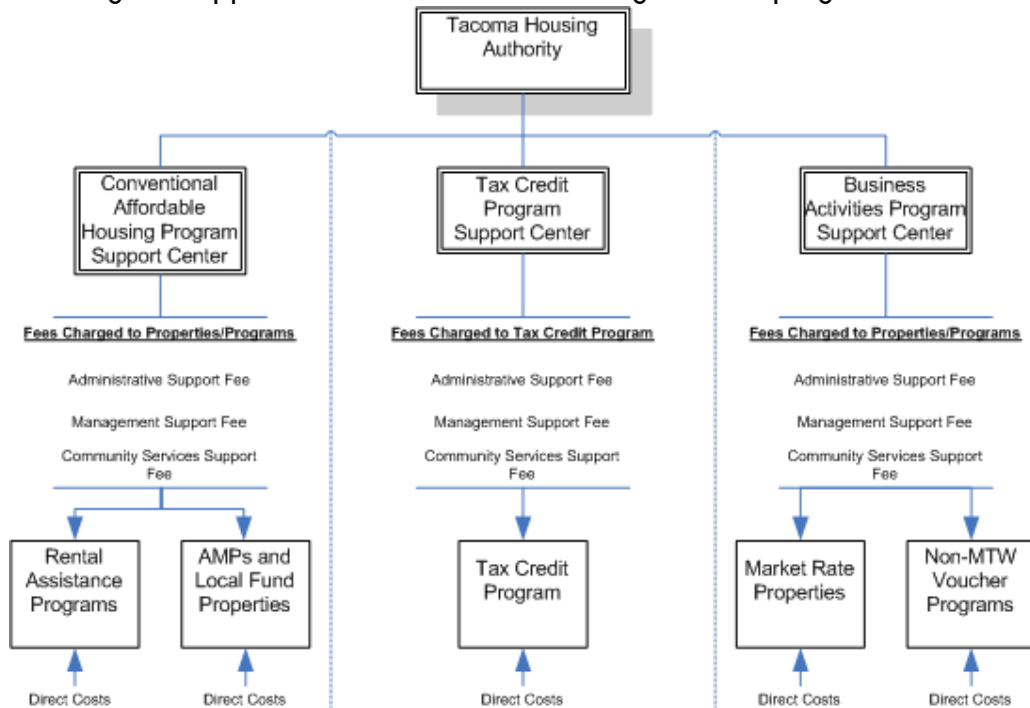 Tacoma Housing
Authority
Conventional
Affordable
Housing Program
Support Center
Tax Credit
Program
Support Center
Business
Activities Program
Support Center
Fees Charged to Properties/Programs
Administrative Support Fee
Management Support Fee
Community Services Support
Fee
Fees Charged to Tax Credit Program
Administrative Support Fee
Management Support Fee
Community Services Support
Fee
Fees Charged to Properties/Programs
Administrative Support Fee
Management Support Fee
Community Services Support
Fee
Rental
Assistance
Programs
AMPs and
Local Fund
Properties
Tax Credit
Program
Market Rate
Properties
Non-MTW
Voucher
Programs
Direct Costs
Direct Costs
Direct Costs
Direct Costs
Direct Costs